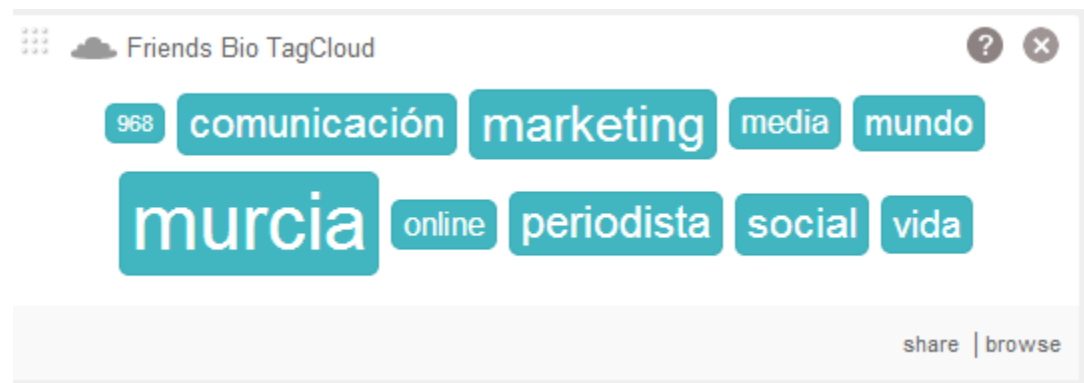 Friends Bio TagCloud ? ×
968 comunicación marketing media mundo
murcia online periodista social vida
share | browse